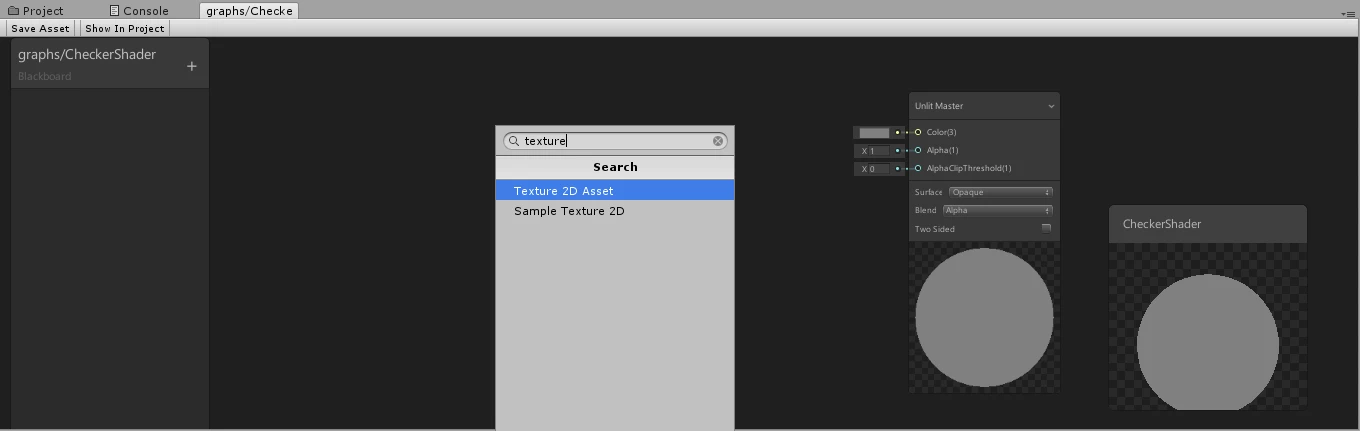 Project
Console
graphs/Checke
Save Asset
Show In Project
graphs/CheckerShader
Blackboard
texture
Search
Texture 2D Asset
Sample Texture 2D
Unlit Master
Color(3)
X 1
Alpha(1)
X 0
AlphaClipThreshold(1)
Surface Opaque
Blend Alpha
Two Sided
CheckerShader